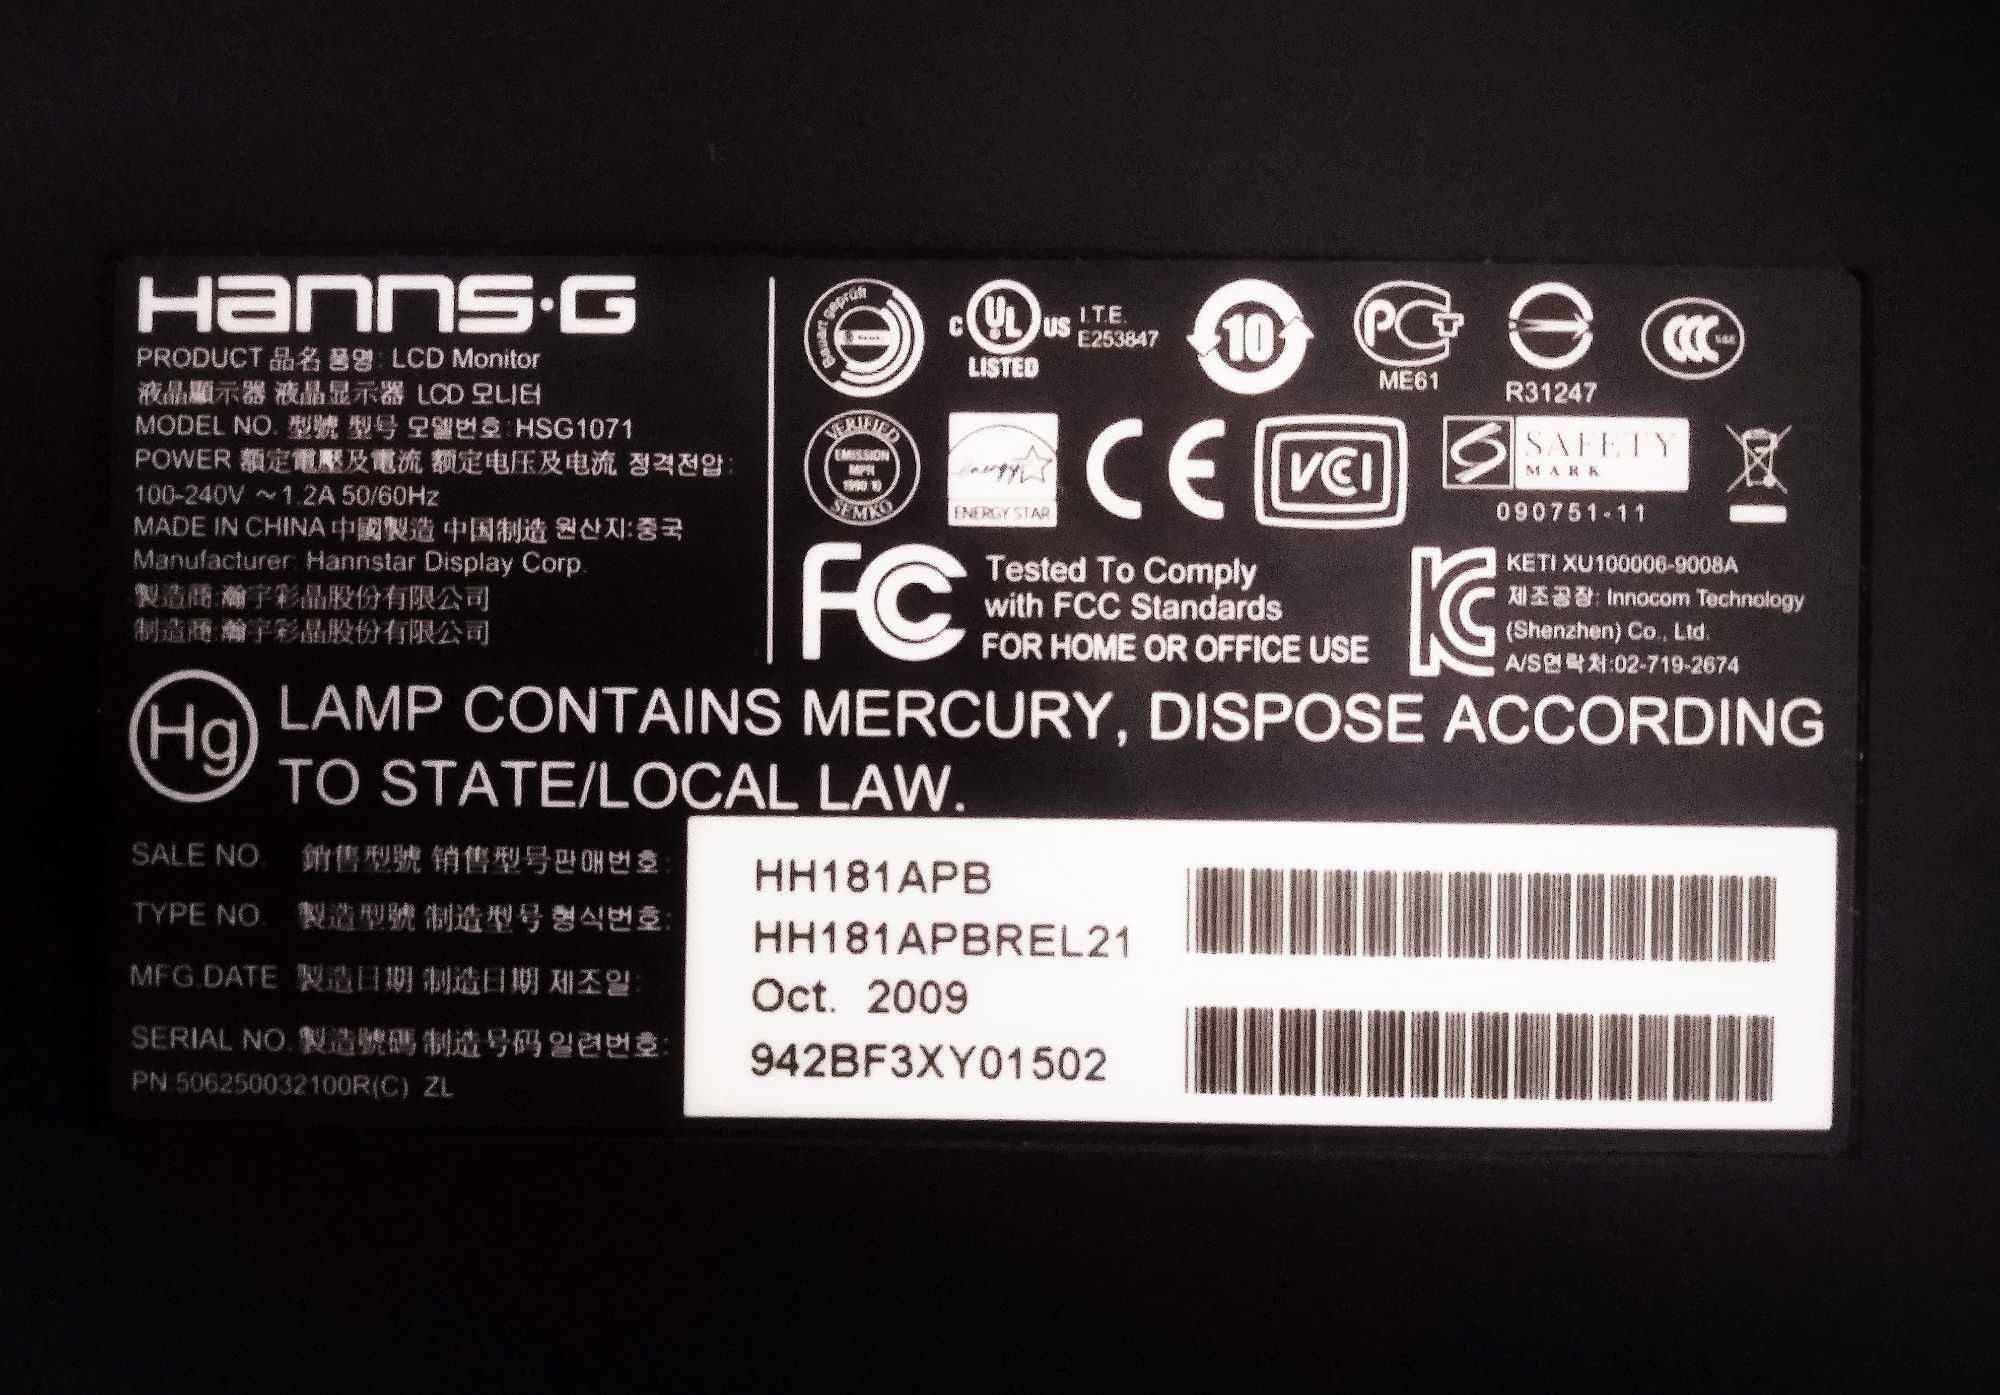 Hanns·G
PRODUCT 品名 품명: LCD Monitor
液晶顯示器 液晶显示器 LCD 모니터
MODEL NO. 型號 型号 모델번호: HSG1071
POWER 額定電壓及電流 额定电压及电流 정격전압:
100-240V ~ 1.2A 50/60Hz
MADE IN CHINA 中國製造 中国制造 원산지:중국
Manufacturer: Hannstar Display Corp.
製造商:瀚宇彩晶股份有限公司
制造商:瀚宇彩晶股份有限公司
Bauart geprüft
C UL US
LISTED
I.T.E.
E253847
10
PCT
ME61
R31247
CCC S&E
VERIFIED
EMISSION
MPR
1990 10
SEMKO
energy
ENERGY STAR
CE
VCCI
SAFETY
MARK
090751-11
FC
Tested To Comply
with FCC Standards
FOR HOME OR OFFICE USE
KC
KETI XU100006-9008A
제조공장: Innocom Technology
(Shenzhen) Co., Ltd.
A/S연락처:02-719-2674
Hg
LAMP CONTAINS MERCURY, DISPOSE ACCORDING
TO STATE/LOCAL LAW.
SALE NO. 銷售型號 销售型号판매번호: HH181APB
TYPE NO. 製造型號 制造型号 형식번호: HH181APBREL21
MFG.DATE 製造日期 制造日期 제조일: Oct. 2009
SERIAL NO. 製造號碼 制造号码 일련번호: 942BF3XY01502
PN:506250032100R(C) ZL